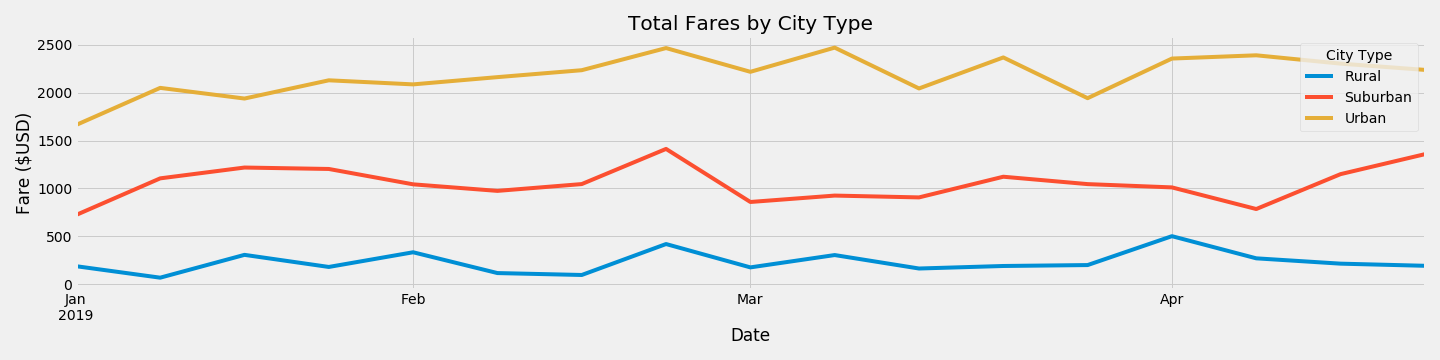 Total Fares by City Type
Fare ($USD)
2500
2000
1500
1000
500
0
City Type
Rural
Suburban
Urban
Jan
2019
Feb
Mar
Apr
Date